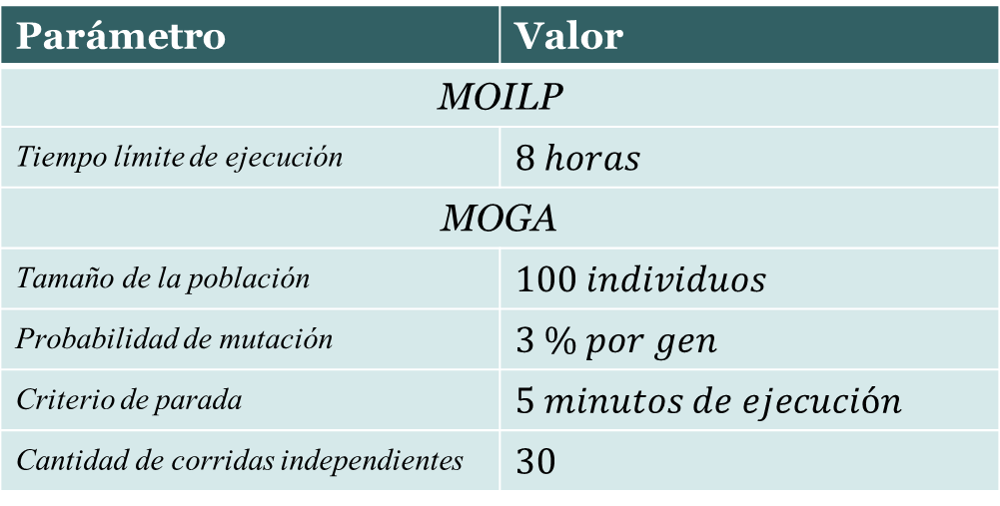 Parámetro Valor
MOILP
Tiempo límite de ejecución 8 horas
MOGA
Tamaño de la población 100 individuos
Probabilidad de mutación 3 % por gen
Criterio de parada 5 minutos de ejecución
Cantidad de corridas independientes 30